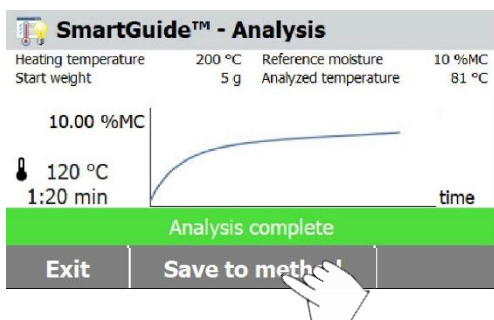 SmartGuide™ - Analysis
Heating temperature 200 °C Reference moisture 10 %MC
Start weight 5 g Analyzed temperature 81 °C
10.00 %MC
120 °C
1:20 min
time
Analysis complete
Exit Save to method